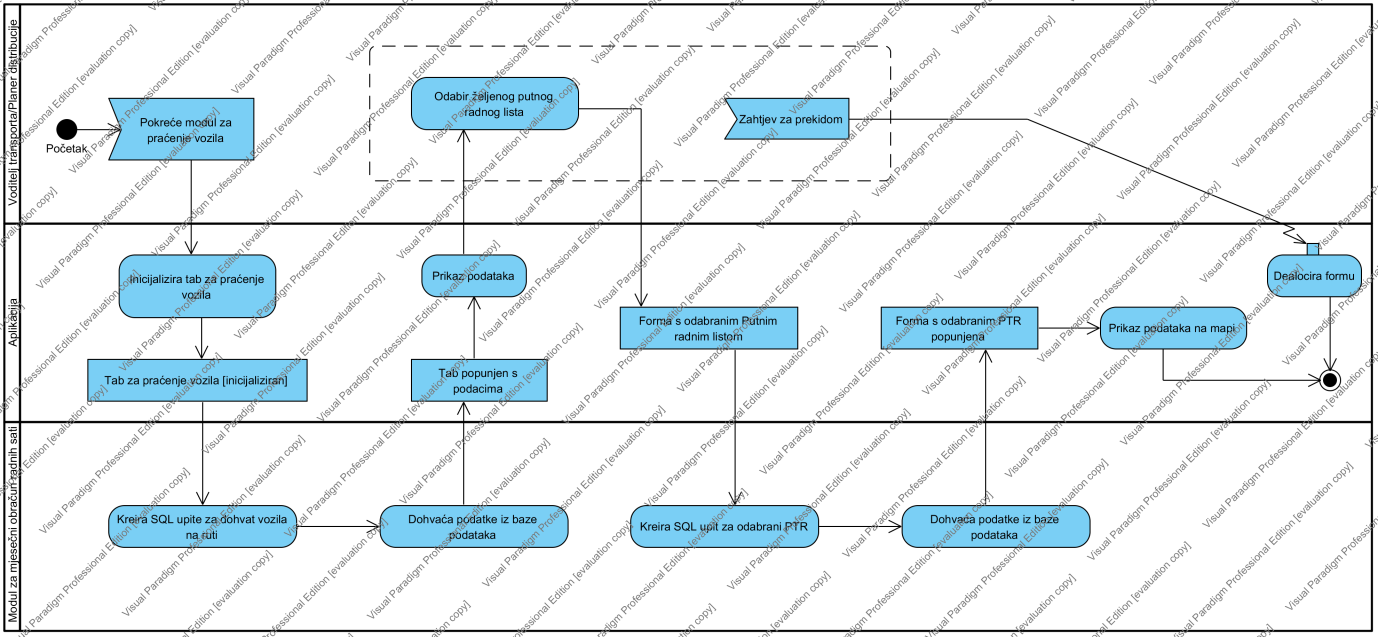 Voditelj transporta/Planer distribucije
Početak
Pokreće modul za
praćenje vozila
Odabir željenog putnog
radnog lista
Zahtjev za prekidom
Aplikacija
Inicijalizira tab za praćenje
vozila
Tab za praćenje vozila [inicijaliziran]
Prikaz podataka
Tab popunjen s
podacima
Forma s odabranim Putnim
radnim listom
Forma s odabranim PTR
popunjena
Prikaz podataka na mapi
Dealocira formu
Modul za mjesečni obračun radnih sati
Kreira SQL upite za dohvat vozila
na ruti
Dohvaća podatke iz baze
podataka
Kreira SQL upit za odabrani PTR
Dohvaća podatke iz baze
podataka
Visual Paradigm Professional Edition [evaluation copy]